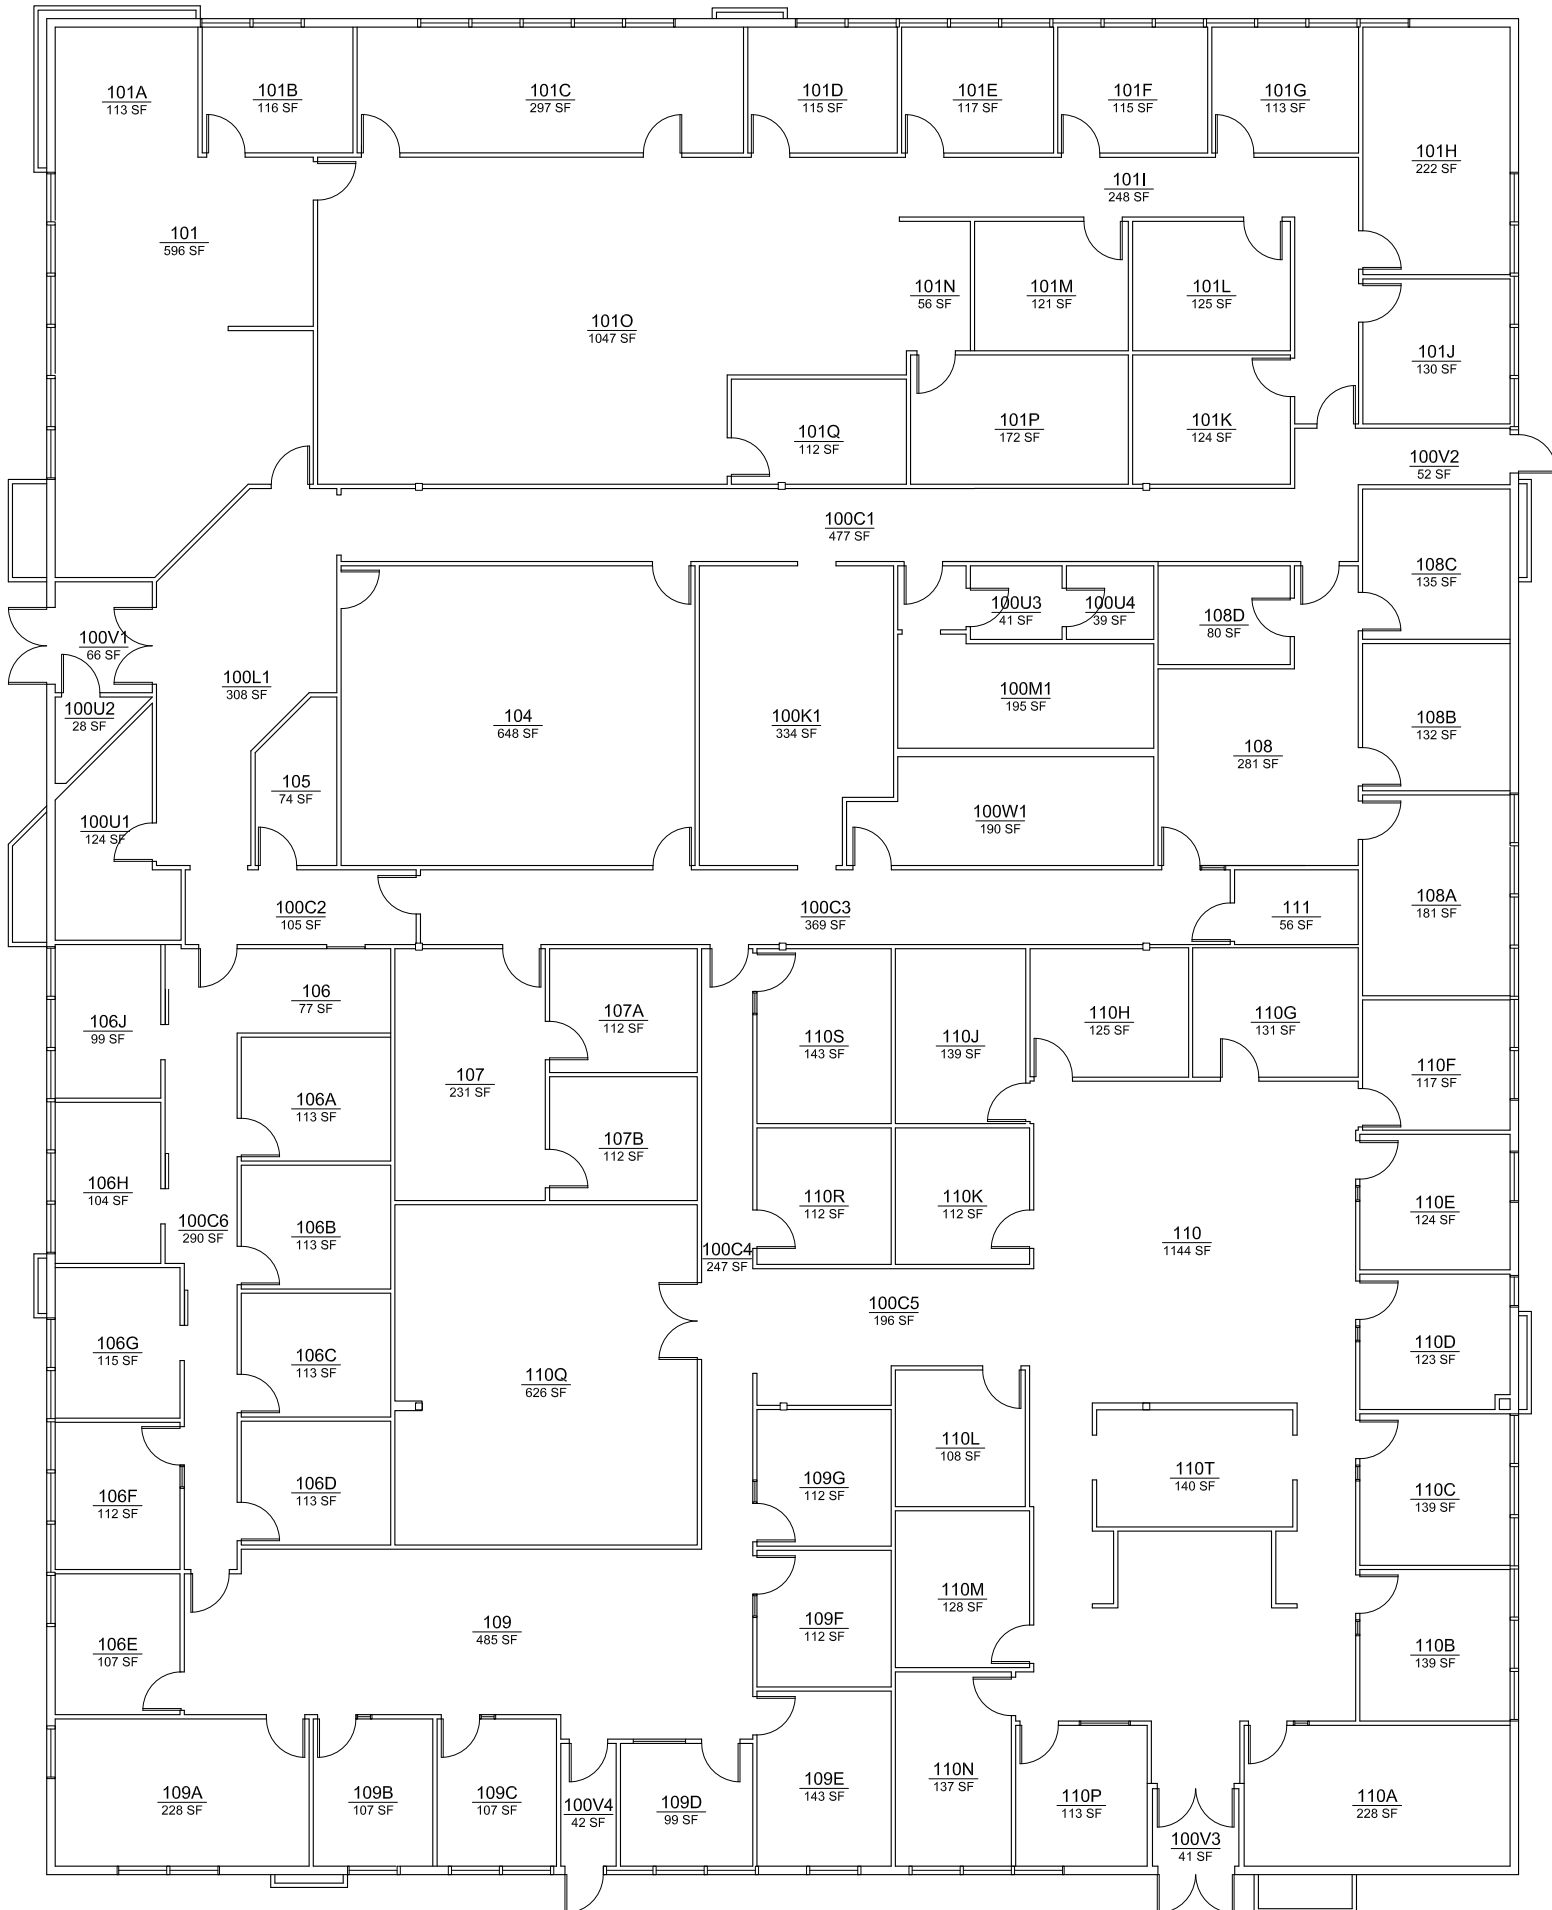 101A
113 SF
101B
116 SF
101C
297 SF
101D
115 SF
101E
117 SF
101F
115 SF
101G
113 SF
101H
222 SF
101I
248 SF
101
596 SF
101N
56 SF
101M
121 SF
101L
125 SF
101O
1047 SF
101J
130 SF
101Q
112 SF
101P
172 SF
101K
124 SF
100V2
52 SF
100C1
477 SF
108C
135 SF
100U3
41 SF
100U4
39 SF
108D
80 SF
100V1
66 SF
100L1
308 SF
100U2
28 SF
104
648 SF
100K1
334 SF
100M1
195 SF
108B
132 SF
108
281 SF
105
74 SF
100U1
124 SF
100W1
190 SF
108A
181 SF
100C2
105 SF
100C3
369 SF
111
56 SF
106
77 SF
106J
99 SF
107A
112 SF
110S
143 SF
110J
139 SF
110H
125 SF
110G
131 SF
110F
117 SF
107
231 SF
106A
113 SF
107B
112 SF
106H
104 SF
110R
112 SF
110K
112 SF
110E
124 SF
100C6
290 SF
106B
113 SF
100C4
247 SF
110
1144 SF
100C5
196 SF
106G
115 SF
106C
113 SF
110Q
626 SF
110D
123 SF
110L
108 SF
109G
112 SF
110T
140 SF
106F
112 SF
106D
113 SF
110C
139 SF
110M
128 SF
109F
112 SF
109
485 SF
106E
107 SF
110B
139 SF
109A
228 SF
109B
107 SF
109C
107 SF
100V4
42 SF
109D
99 SF
109E
143 SF
110N
137 SF
110P
113 SF
100V3
41 SF
110A
228 SF